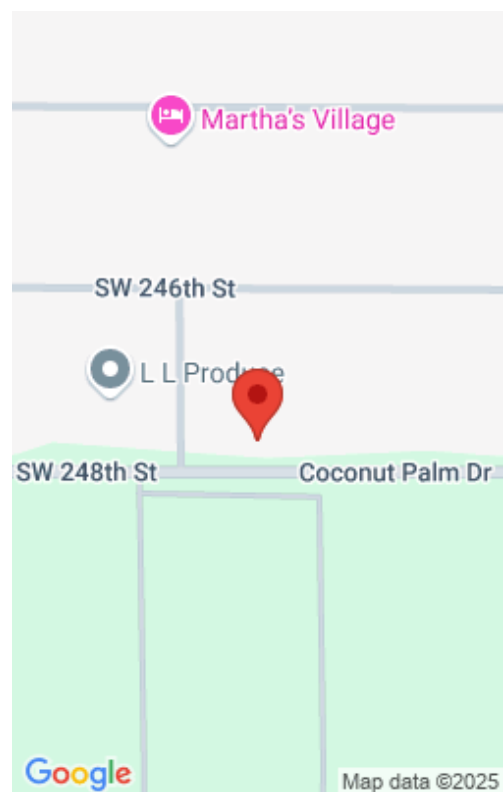 Martha's Village
SW 246th St
L L Produce
SW 248th St
Coconut Palm Dr
Google
Map data ©2025